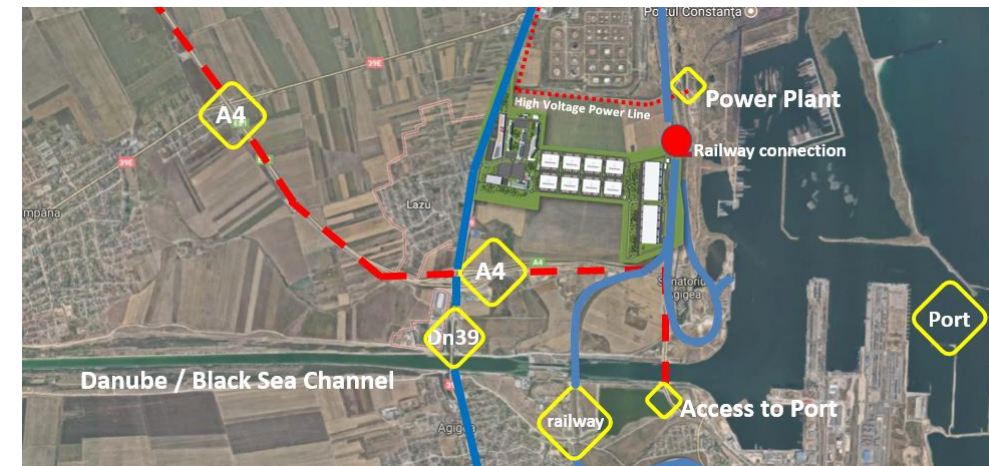 Portul Constanța
39E
A4
Power Plant
High Voltage Power Line
Railway connection
39E
Lazu
A4
A4
Agigea
Port
Dn39
Danube / Black Sea Channel
Access to Port
railway